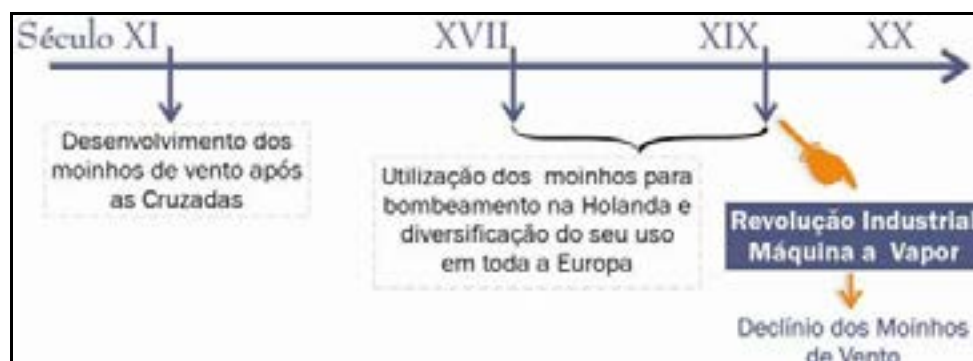 Século XI XVII XIX XX
Desenvolvimento dos
moinhos de vento após
as Cruzadas
Utilização dos moinhos para
bombeamento na Holanda e
diversificação do seu uso
em toda a Europa
Revolução Industrial
Máquina a Vapor
Declínio dos Moinhos
de Vento